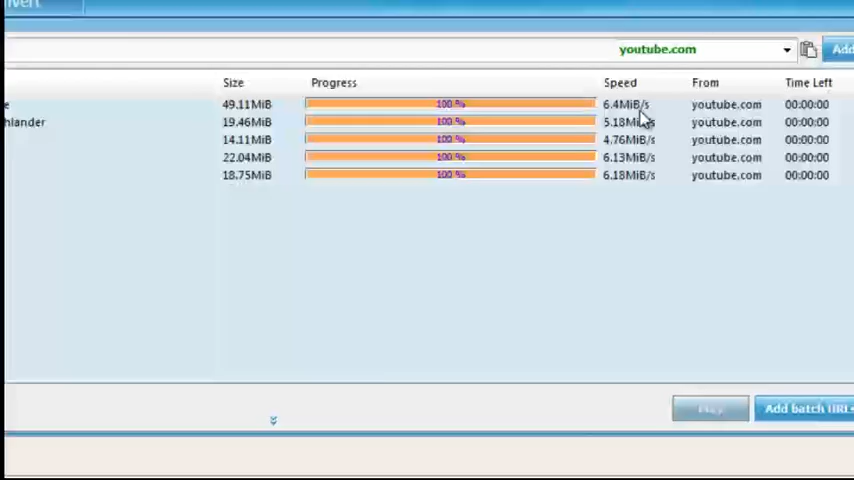 nvert
youtube.com Add
Size Progress Speed From Time Left
e 49.11MiB 100 % 6.4MiB/s youtube.com 00:00:00
hlander 19.46MiB 100 % 5.18MiB/s youtube.com 00:00:00
14.11MiB 100 % 4.76MiB/s youtube.com 00:00:00
22.04MiB 100 % 6.13MiB/s youtube.com 00:00:00
18.75MiB 100 % 6.18MiB/s youtube.com 00:00:00
Add batch URLs